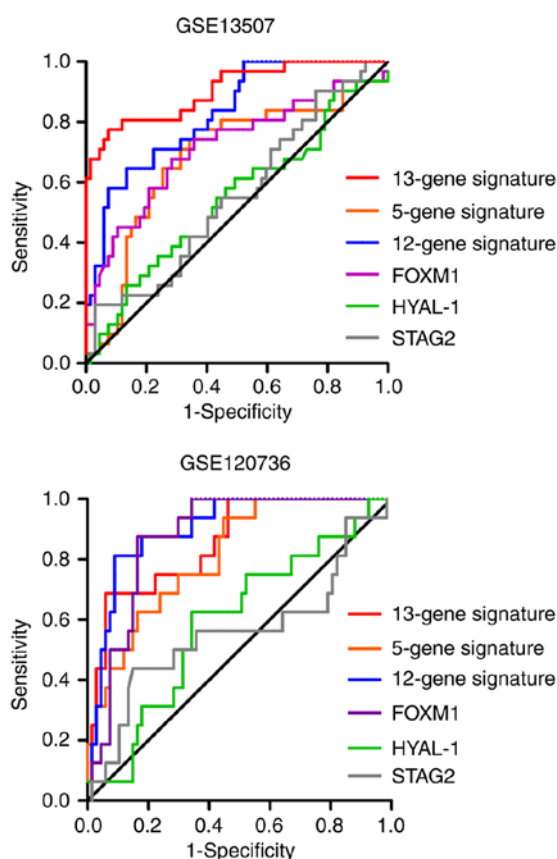 GSE13507
1.0
0.8
0.6
0.4
0.2
0.0
Sensitivity
13-gene signature
5-gene signature
12-gene signature
FOXM1
HYAL-1
STAG2
0.0 0.2 0.4 0.6 0.8 1.0
1-Specificity
GSE120736
1.0
0.8
0.6
0.4
0.2
0.0
Sensitivity
13-gene signature
5-gene signature
12-gene signature
FOXM1
HYAL-1
STAG2
0.0 0.2 0.4 0.6 0.8 1.0
1-Specificity